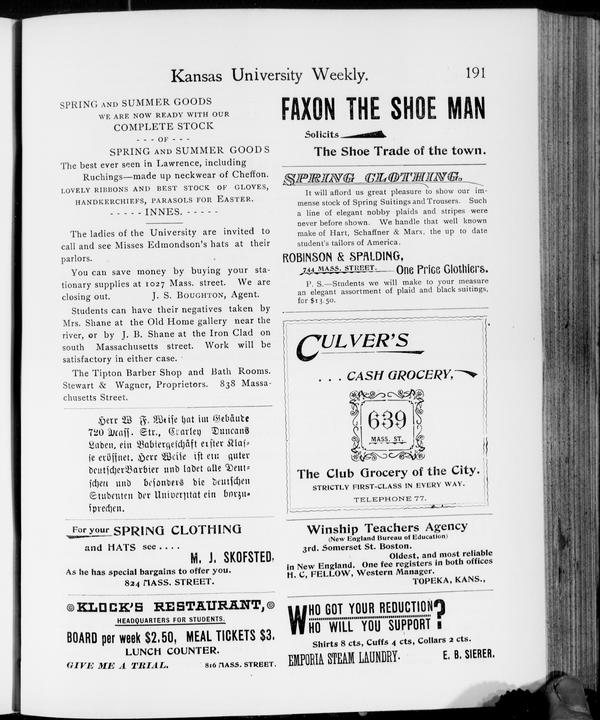 Kansas University Weekly.
191
SPRING AND SUMMER GOODS
WE ARE NOW READY WITH OUR
COMPLETE STOCK
- - - OF - - -
SPRING AND SUMMER GOODS
The best ever seen in Lawrence, including
Ruchings—made up neckwear of Cheffon.
LOVELY RIBBONS AND BEST STOCK OF GLOVES,
HANDKERCHIEFS, PARASOLS FOR EASTER.
- - - - - INNES. - - - - - -
The ladies of the University are invited to
call and see Misses Edmondson's hats at their
parlors.
You can save money by buying your sta-
tionary supplies at 1027 Mass. street. We are
closing out. J. S. BOUGHTON, Agent.
Students can have their negatives taken by
Mrs. Shane at the Old Home gallery near the
river, or by J. B. Shane at the Iron Clad on
south Massachusetts street. Work will be
satisfactory in either case.
The Tipton Barber Shop and Bath Rooms.
Stewart & Wagner, Proprietors. 838 Massa-
chusetts Street.
Herr W F. Weise hat im Gebäude
720 Mass. Str., Charley Duncans
Laden, ein Babiergeschäft erster Klas-
se eröffnet. Herr Weise ist ein guter
deutscherBarbier und ladet alle Deut-
schen und besonders die deutschen
Studenten der Univerzitat ein borzu-
sprechen.
For your SPRING CLOTHING
and HATS see . . . .
M. J. SKOFSTED,
As he has special bargains to offer you.
824 MASS. STREET.
KLOCK'S RESTAURANT,
HEADQUARTERS FOR STUDENTS.
BOARD per week $2.50, MEAL TICKETS $3.
LUNCH COUNTER.
GIVE ME A TRIAL. 816 MASS. STREET.
FAXON THE SHOE MAN
Solicits
The Shoe Trade of the town.
SPRING CLOTHING.
It will afford us great pleasure to show our im-
mense stock of Spring Suitings and Trousers. Such
a line of elegant nobby plaids and stripes were
never before shown. We handle that well known
make of Hart, Schaffner & Marx, the up to date
student's tailors of America.
ROBINSON & SPALDING,
744 MASS. STREET. One Price Clothiers.
P. S.—Students we will make to your measure
an elegant assortment of plaid and black suitings,
for $13.50.
CULVER'S
. . . CASH GROCERY,
639
MASS. ST.
The Club Grocery of the City.
STRICTLY FIRST-CLASS IN EVERY WAY.
TELEPHONE 77.
Winship Teachers Agency
(New England Bureau of Education)
3rd. Somerset St. Boston.
Oldest, and most reliable
in New England. One fee registers in both offices
H. C, FELLOW, Western Manager.
TOPEKA, KANS.,
WHO GOT YOUR REDUCTION
WHO WILL YOU SUPPORT?
Shirts 8 cts, Cuffs 4 cts, Collars 2 cts.
EMPORIA STEAM LAUNDRY. E. B. SIERER.